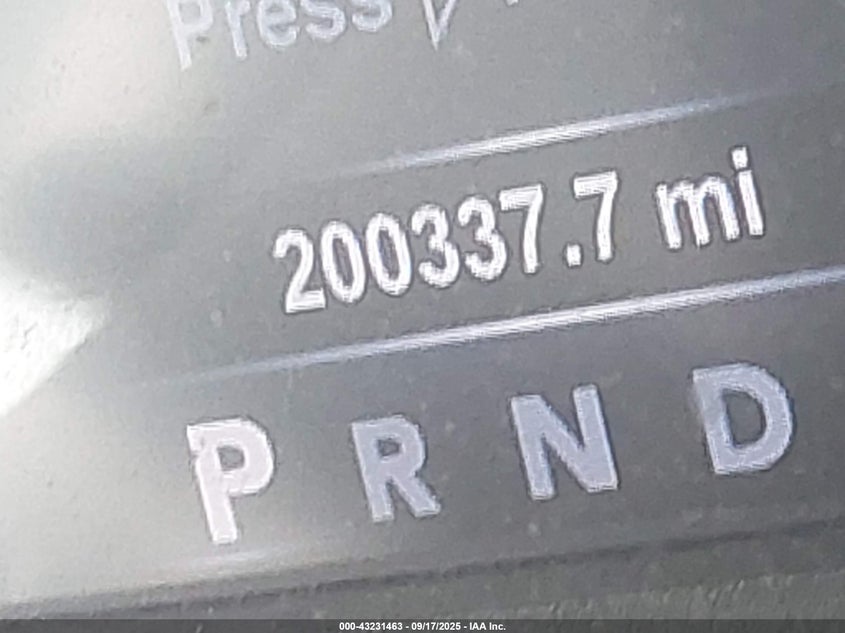 Press
200337.7 mi
P R N D
000-43231463 - 09/17/2025 - IAA Inc.